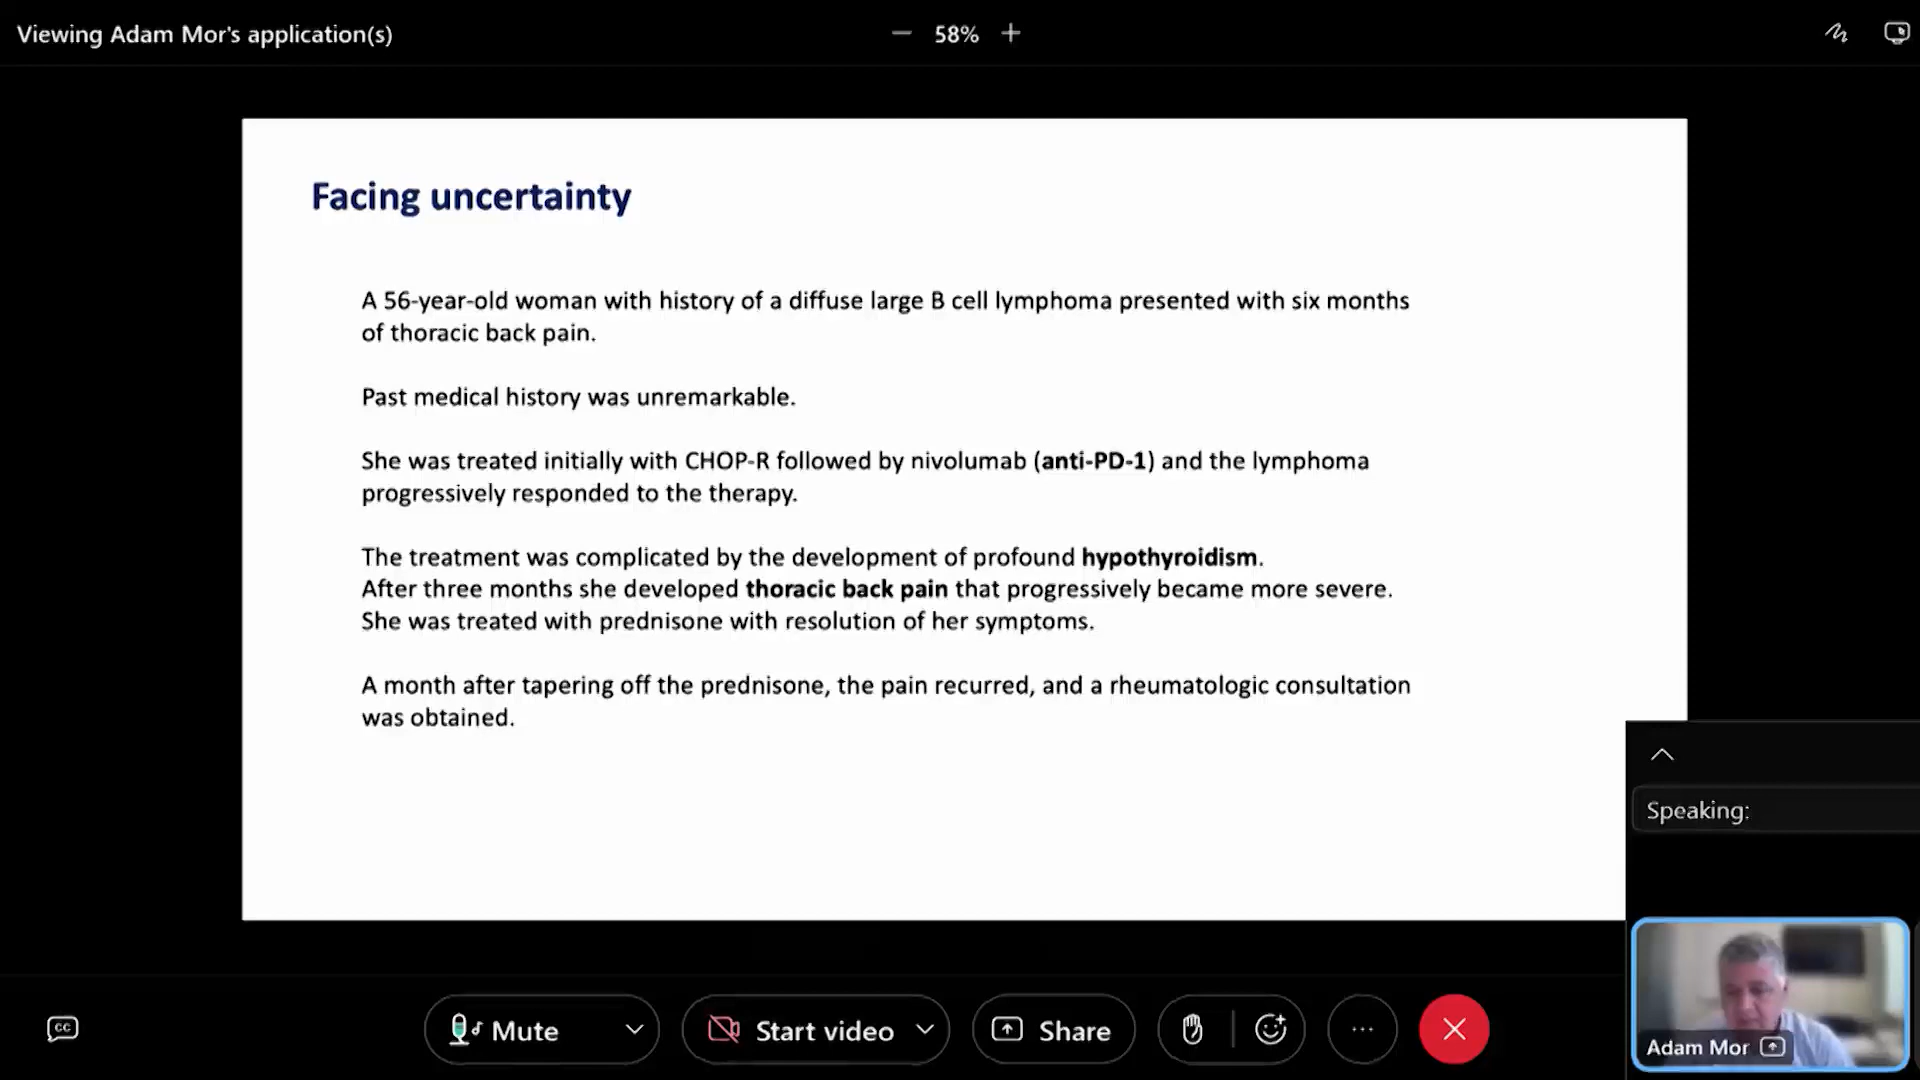 Viewing Adam Mor's application(s)
58%
Facing uncertainty
A 56-year-old woman with history of a diffuse large B cell lymphoma presented with six months
of thoracic back pain.
Past medical history was unremarkable.
She was treated initially with CHOP-R followed by nivolumab (anti-PD-1) and the lymphoma
progressively responded to the therapy.
The treatment was complicated by the development of profound hypothyroidism.
After three months she developed thoracic back pain that progressively became more severe.
She was treated with prednisone with resolution of her symptoms.
A month after tapering off the prednisone, the pain recurred, and a rheumatologic consultation
was obtained.
Speaking:
Adam Mor
CC
Mute
Start video
Share